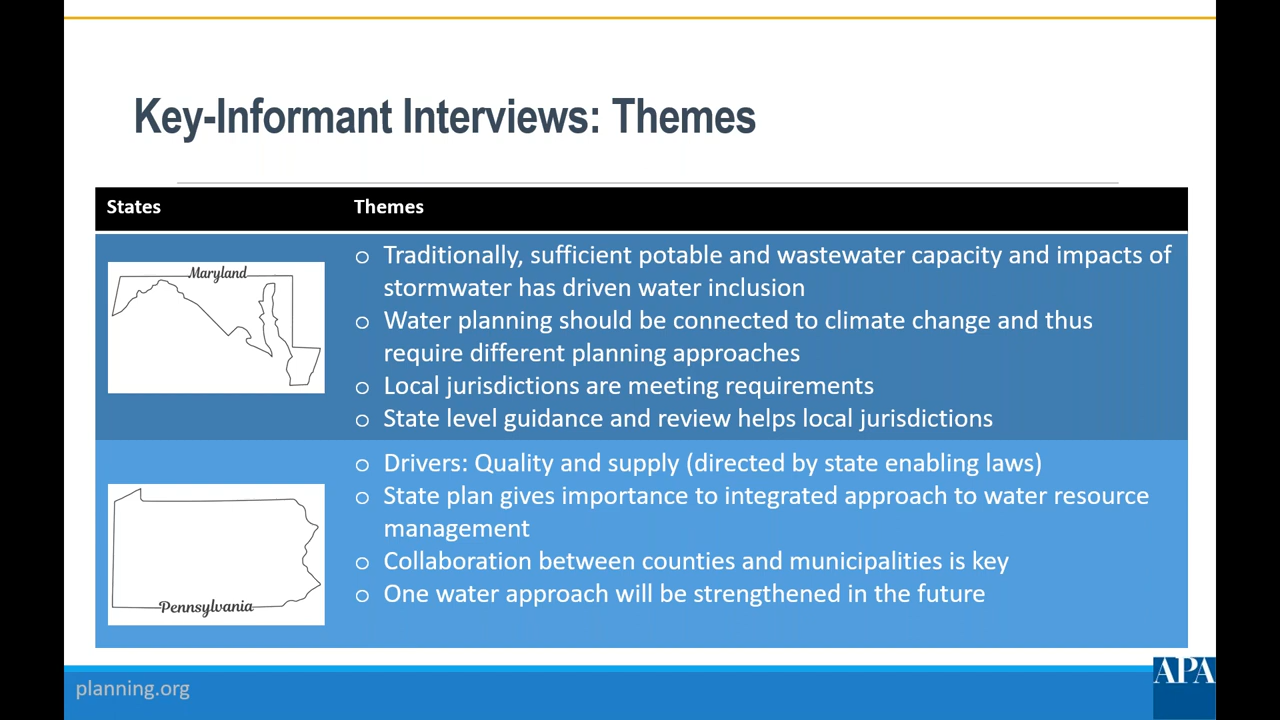 Key-Informant Interviews: Themes
States
Themes
Maryland
o Traditionally, sufficient potable and wastewater capacity and impacts of
stormwater has driven water inclusion
o Water planning should be connected to climate change and thus
require different planning approaches
o Local jurisdictions are meeting requirements
o State level guidance and review helps local jurisdictions
Pennsylvania
o Drivers: Quality and supply (directed by state enabling laws)
o State plan gives importance to integrated approach to water resource
management
o Collaboration between counties and municipalities is key
o One water approach will be strengthened in the future
planning.org
APA